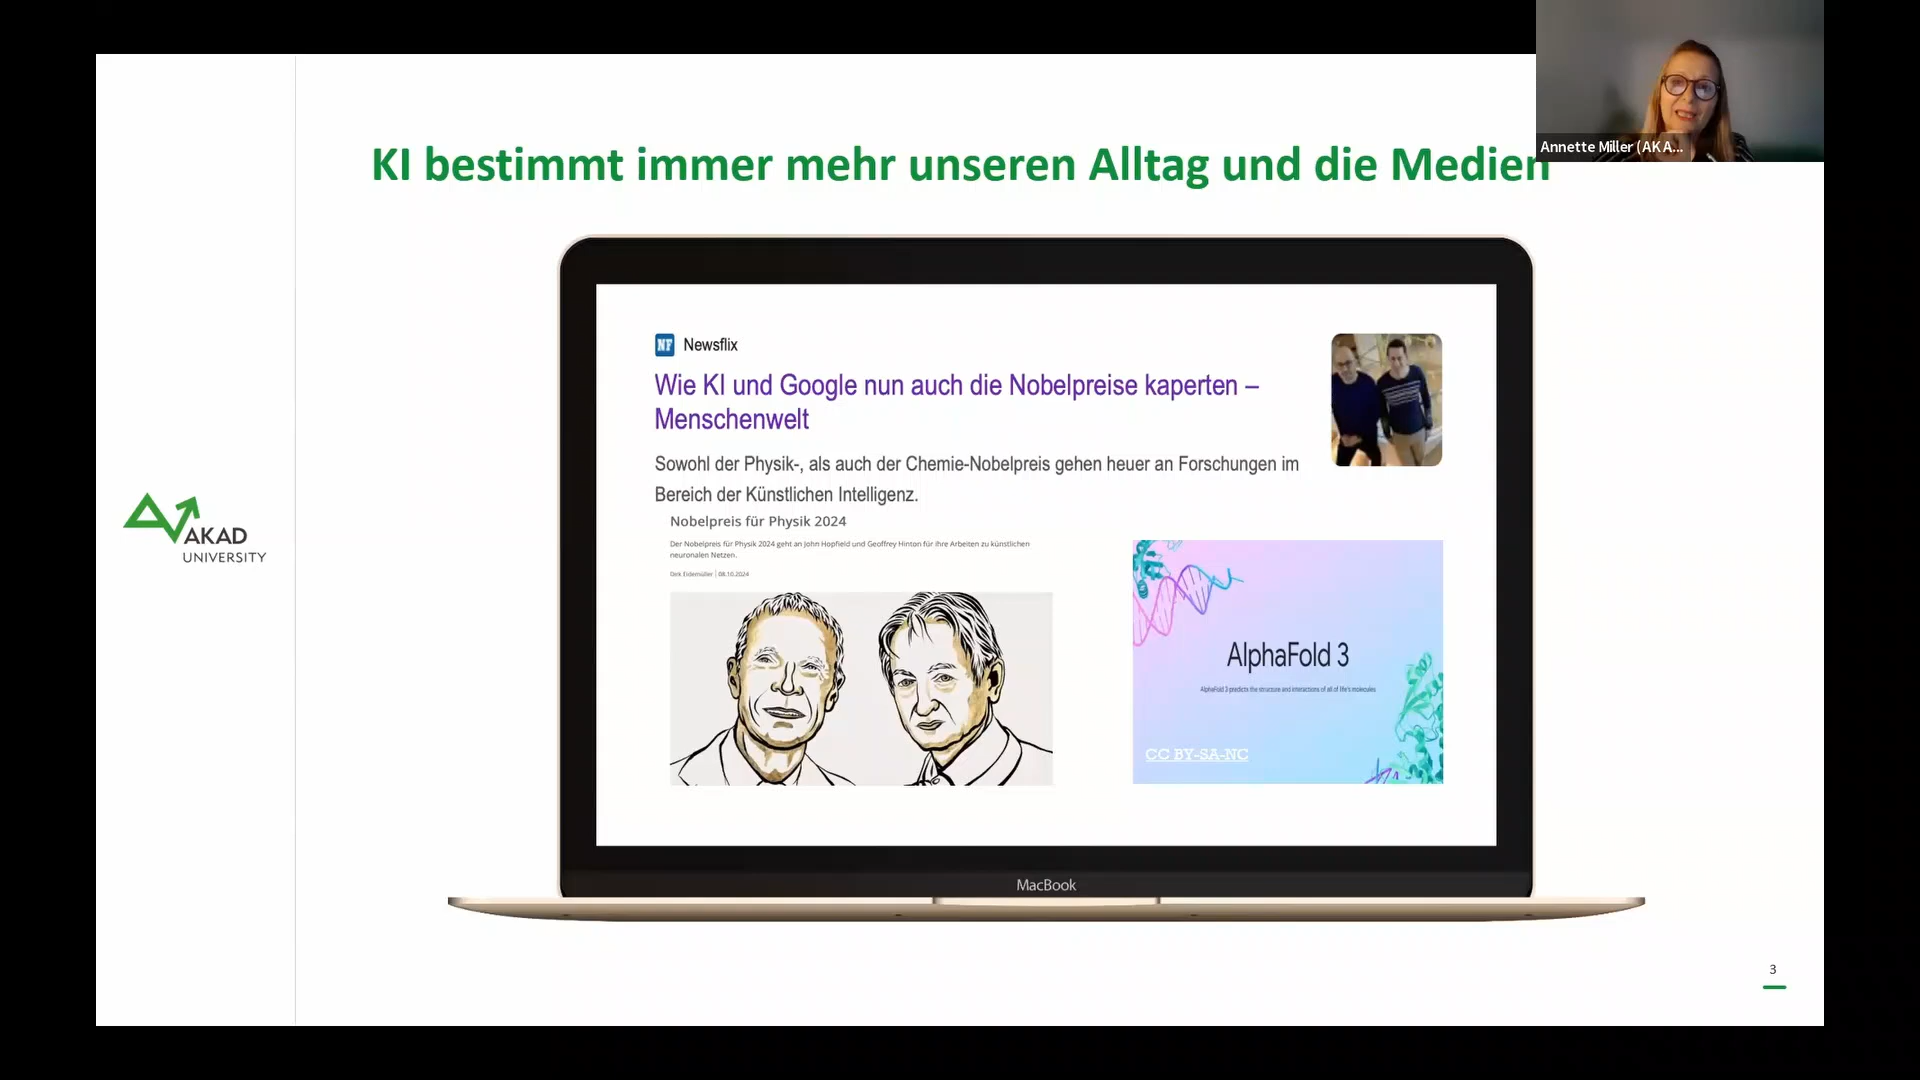 Annette Miller (AKA...
KI bestimmt immer mehr unseren Alltag und die Medien
NF Newsflix
Wie KI und Google nun auch die Nobelpreise kaperten –
Menschenwelt
Sowohl der Physik-, als auch der Chemie-Nobelpreis gehen heuer an Forschungen im
Bereich der Künstlichen Intelligenz.
Nobelpreis für Physik 2024
Der Nobelpreis für Physik 2024 geht an John Hopfield und Geoffrey Hinton für ihre Arbeiten zu künstlichen
neuronalen Netzen.
Dirk Eidemüller | 08.10.2024
AlphaFold 3
AlphaFold 3 predicts the structure and interactions of all of life's molecules
CC BY-SA-NC
MacBook
AKAD
UNIVERSITY
3